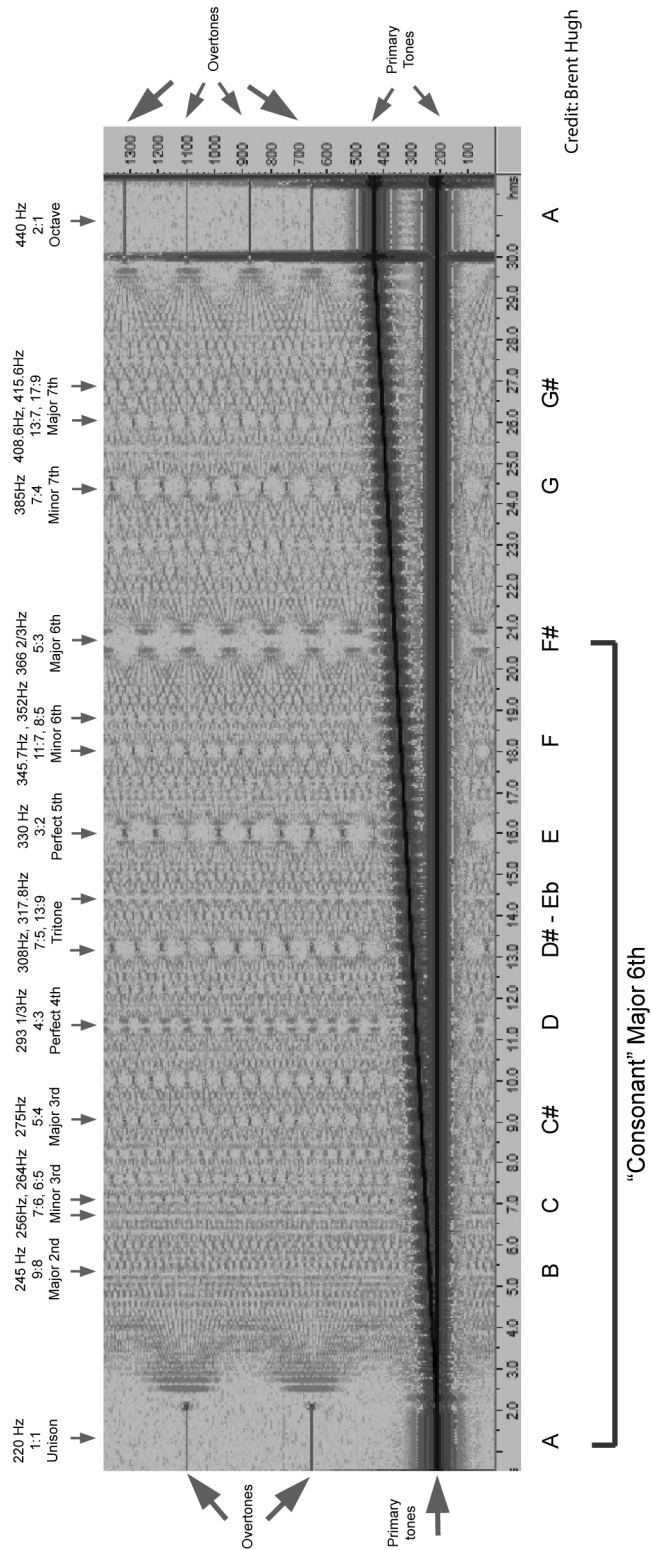 220 Hz
1:1
Unison
245 Hz
9:8
Major 2nd
256Hz, 264Hz
7:6, 6:5
Minor 3rd
275Hz
5:4
Major 3rd
293 1/3Hz
4:3
Perfect 4th
308Hz, 317.8Hz
7:5, 13:9
Tritone
330 Hz
3:2
Perfect 5th
345.7Hz , 352Hz
11:7, 8:5
Minor 6th
366 2/3Hz
5:3
Major 6th
385Hz
7:4
Minor 7th
408.6Hz, 415.6Hz
13:7, 17:9
Major 7th
440 Hz
2:1
Octave
Overtones
Primary
tones
1300
1200
1100
1000
900
800
700
600
500
400
300
200
100
hms
Overtones
Primary
Tones
2.0 3.0 4.0 5.0 6.0 7.0 8.0 9.0 10.0 11.0 12.0 13.0 14.0 15.0 16.0 17.0 18.0 19.0 20.0 21.0 22.0 23.0 24.0 25.0 26.0 27.0 28.0 29.0 30.0
A B C C# D D# - Eb E F F# G G# A
Credit: Brent Hugh
"Consonant" Major 6th